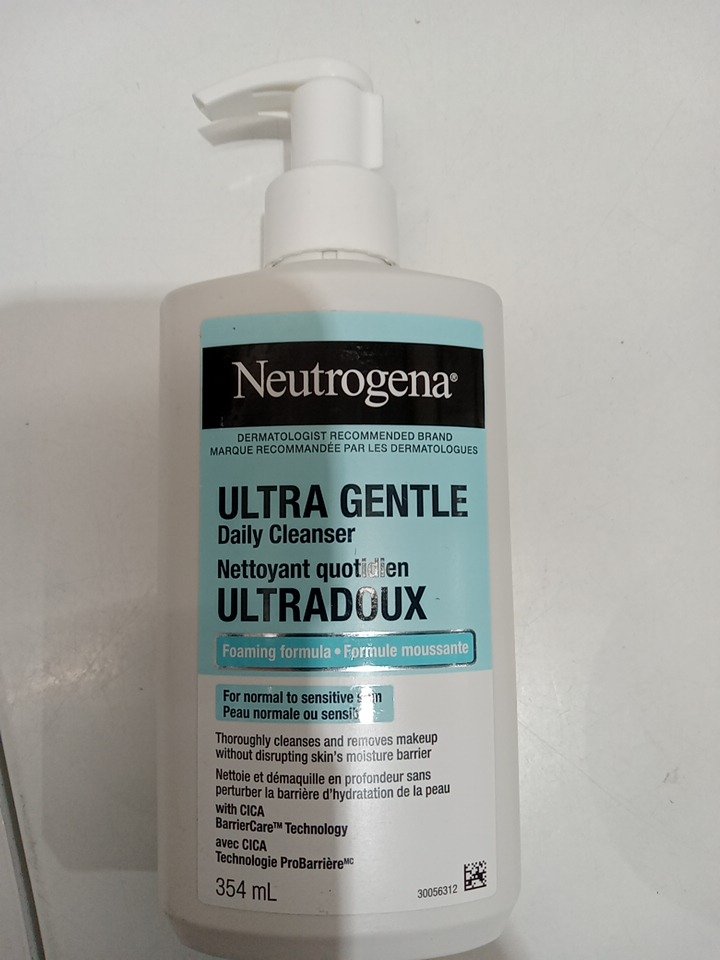 Neutrogena®
DERMATOLOGIST RECOMMENDED BRAND
MARQUE RECOMMANDÉE PAR LES DERMATOLOGUES
ULTRA GENTLE
Daily Cleanser
Nettoyant quotidien
ULTRADOUX
Foaming formula • Formule moussante
For normal to sensitive skin
Peau normale ou
Thoroughly cleanses and removes makeup
without disrupting skin's moisture barrier
Nettoie et démaquille en profondeur sans
perturber la barrière d'hydratation de la peau
with CICA
BarrierCare™ Technology
avec CICA
Technologie ProBarrièreᴹᶜ
354 mL
30056312